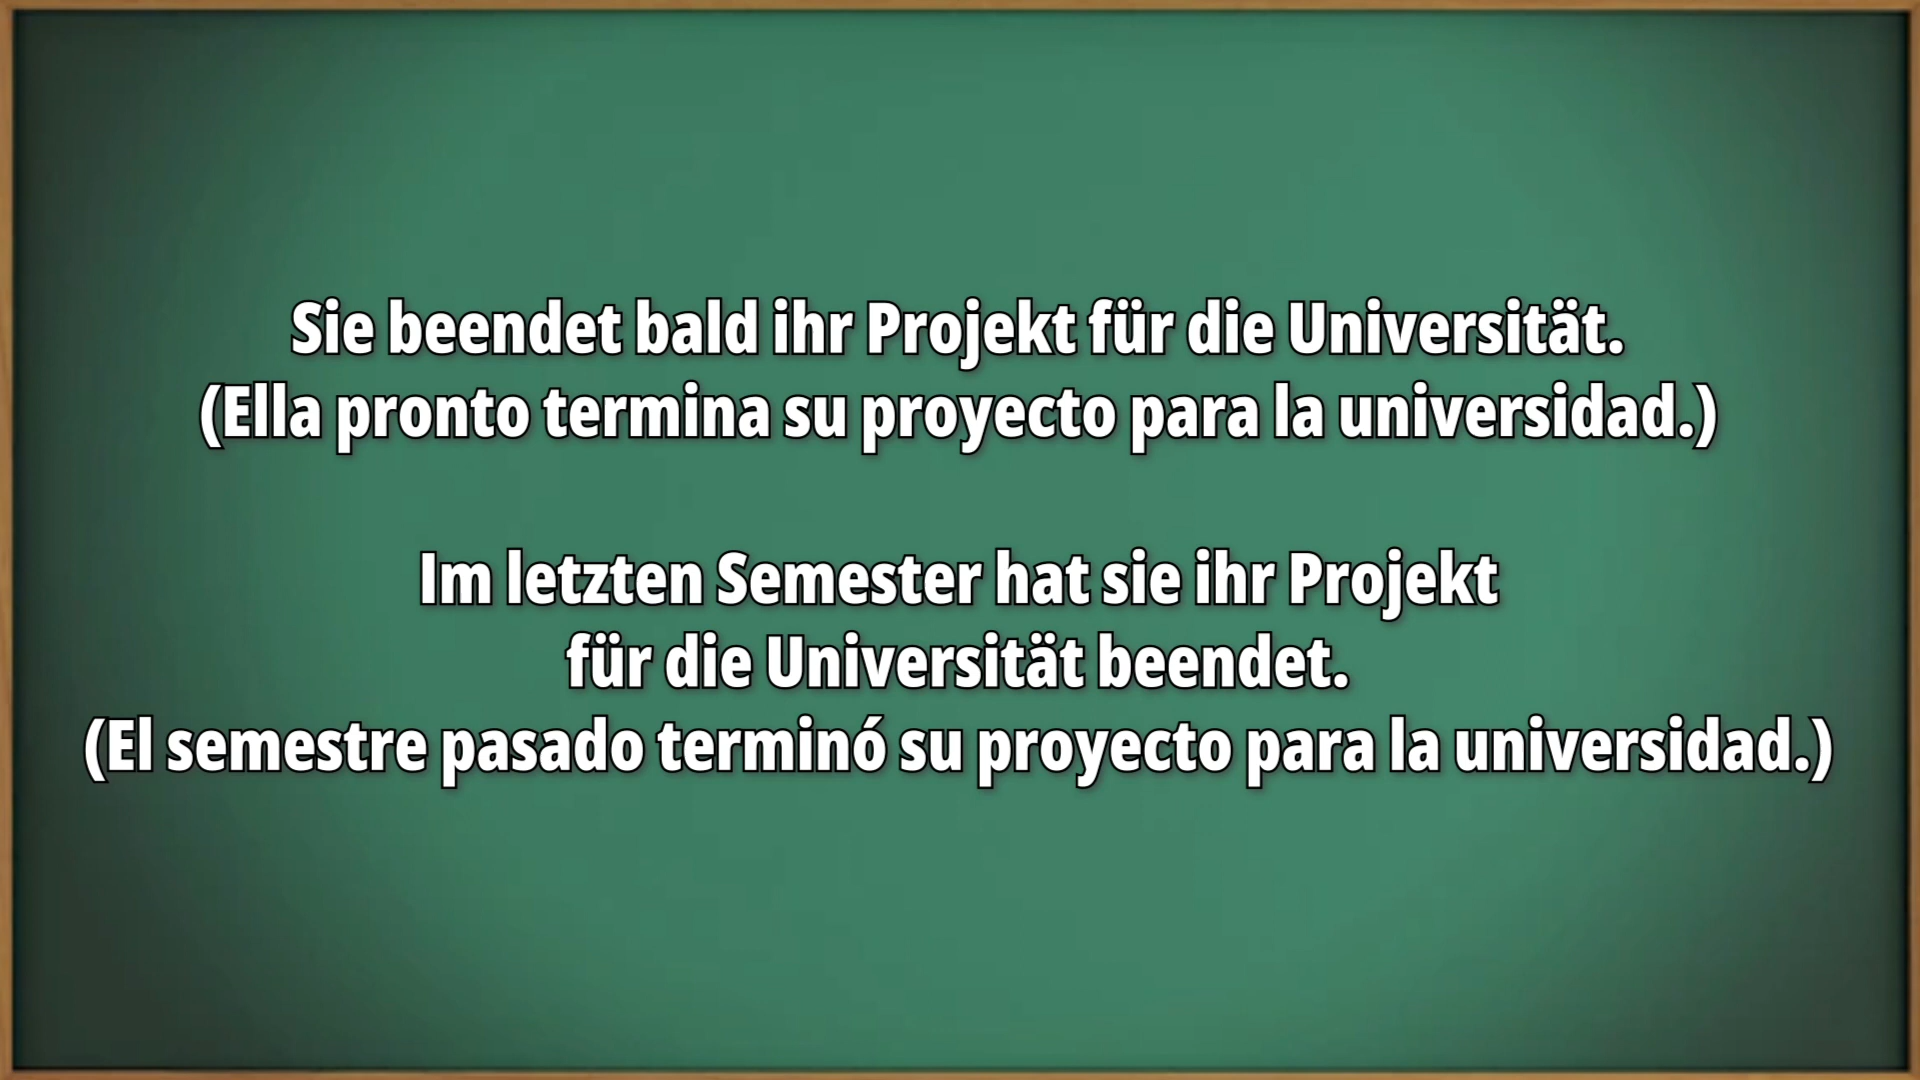 Sie beendet bald ihr Projekt für die Universität.
(Ella pronto termina su proyecto para la universidad.)
Im letzten Semester hat sie ihr Projekt
für die Universität beendet.
(El semestre pasado terminó su proyecto para la universidad.)